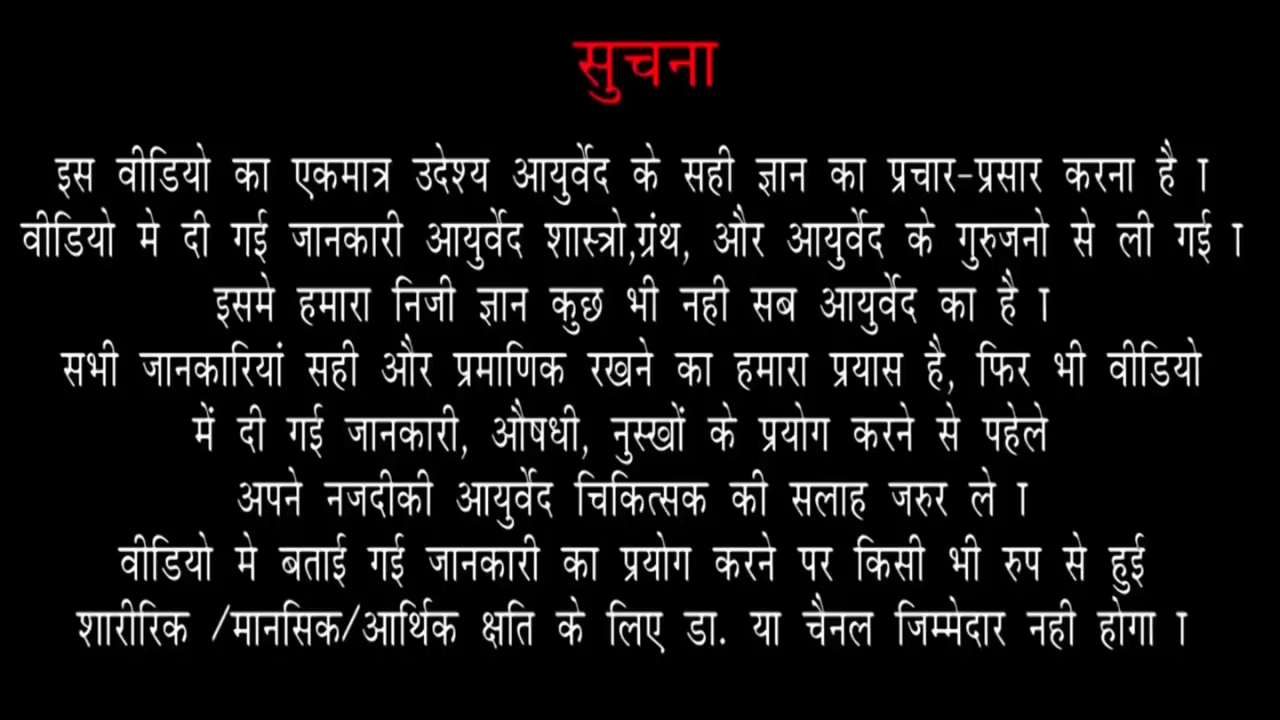 सुचना
इस वीडियो का एकमात्र उदेश्य आयुर्वेद के सही ज्ञान का प्रचार-प्रसार करना है ।
वीडियो मे दी गई जानकारी आयुर्वेद शास्त्रो,ग्रंथ, और आयुर्वेद के गुरुजनो से ली गई ।
इसमे हमारा निजी ज्ञान कुछ भी नही सब आयुर्वेद का है ।
सभी जानकारियां सही और प्रमाणिक रखने का हमारा प्रयास है, फिर भी वीडियो
में दी गई जानकारी, औषधी, नुस्खों के प्रयोग करने से पहेले
अपने नजदीकी आयुर्वेद चिकित्सक की सलाह जरुर ले ।
वीडियो मे बताई गई जानकारी का प्रयोग करने पर किसी भी रुप से हुई
शारीरिक /मानसिक/आर्थिक क्षति के लिए डा. या चैनल जिम्मेदार नही होगा ।